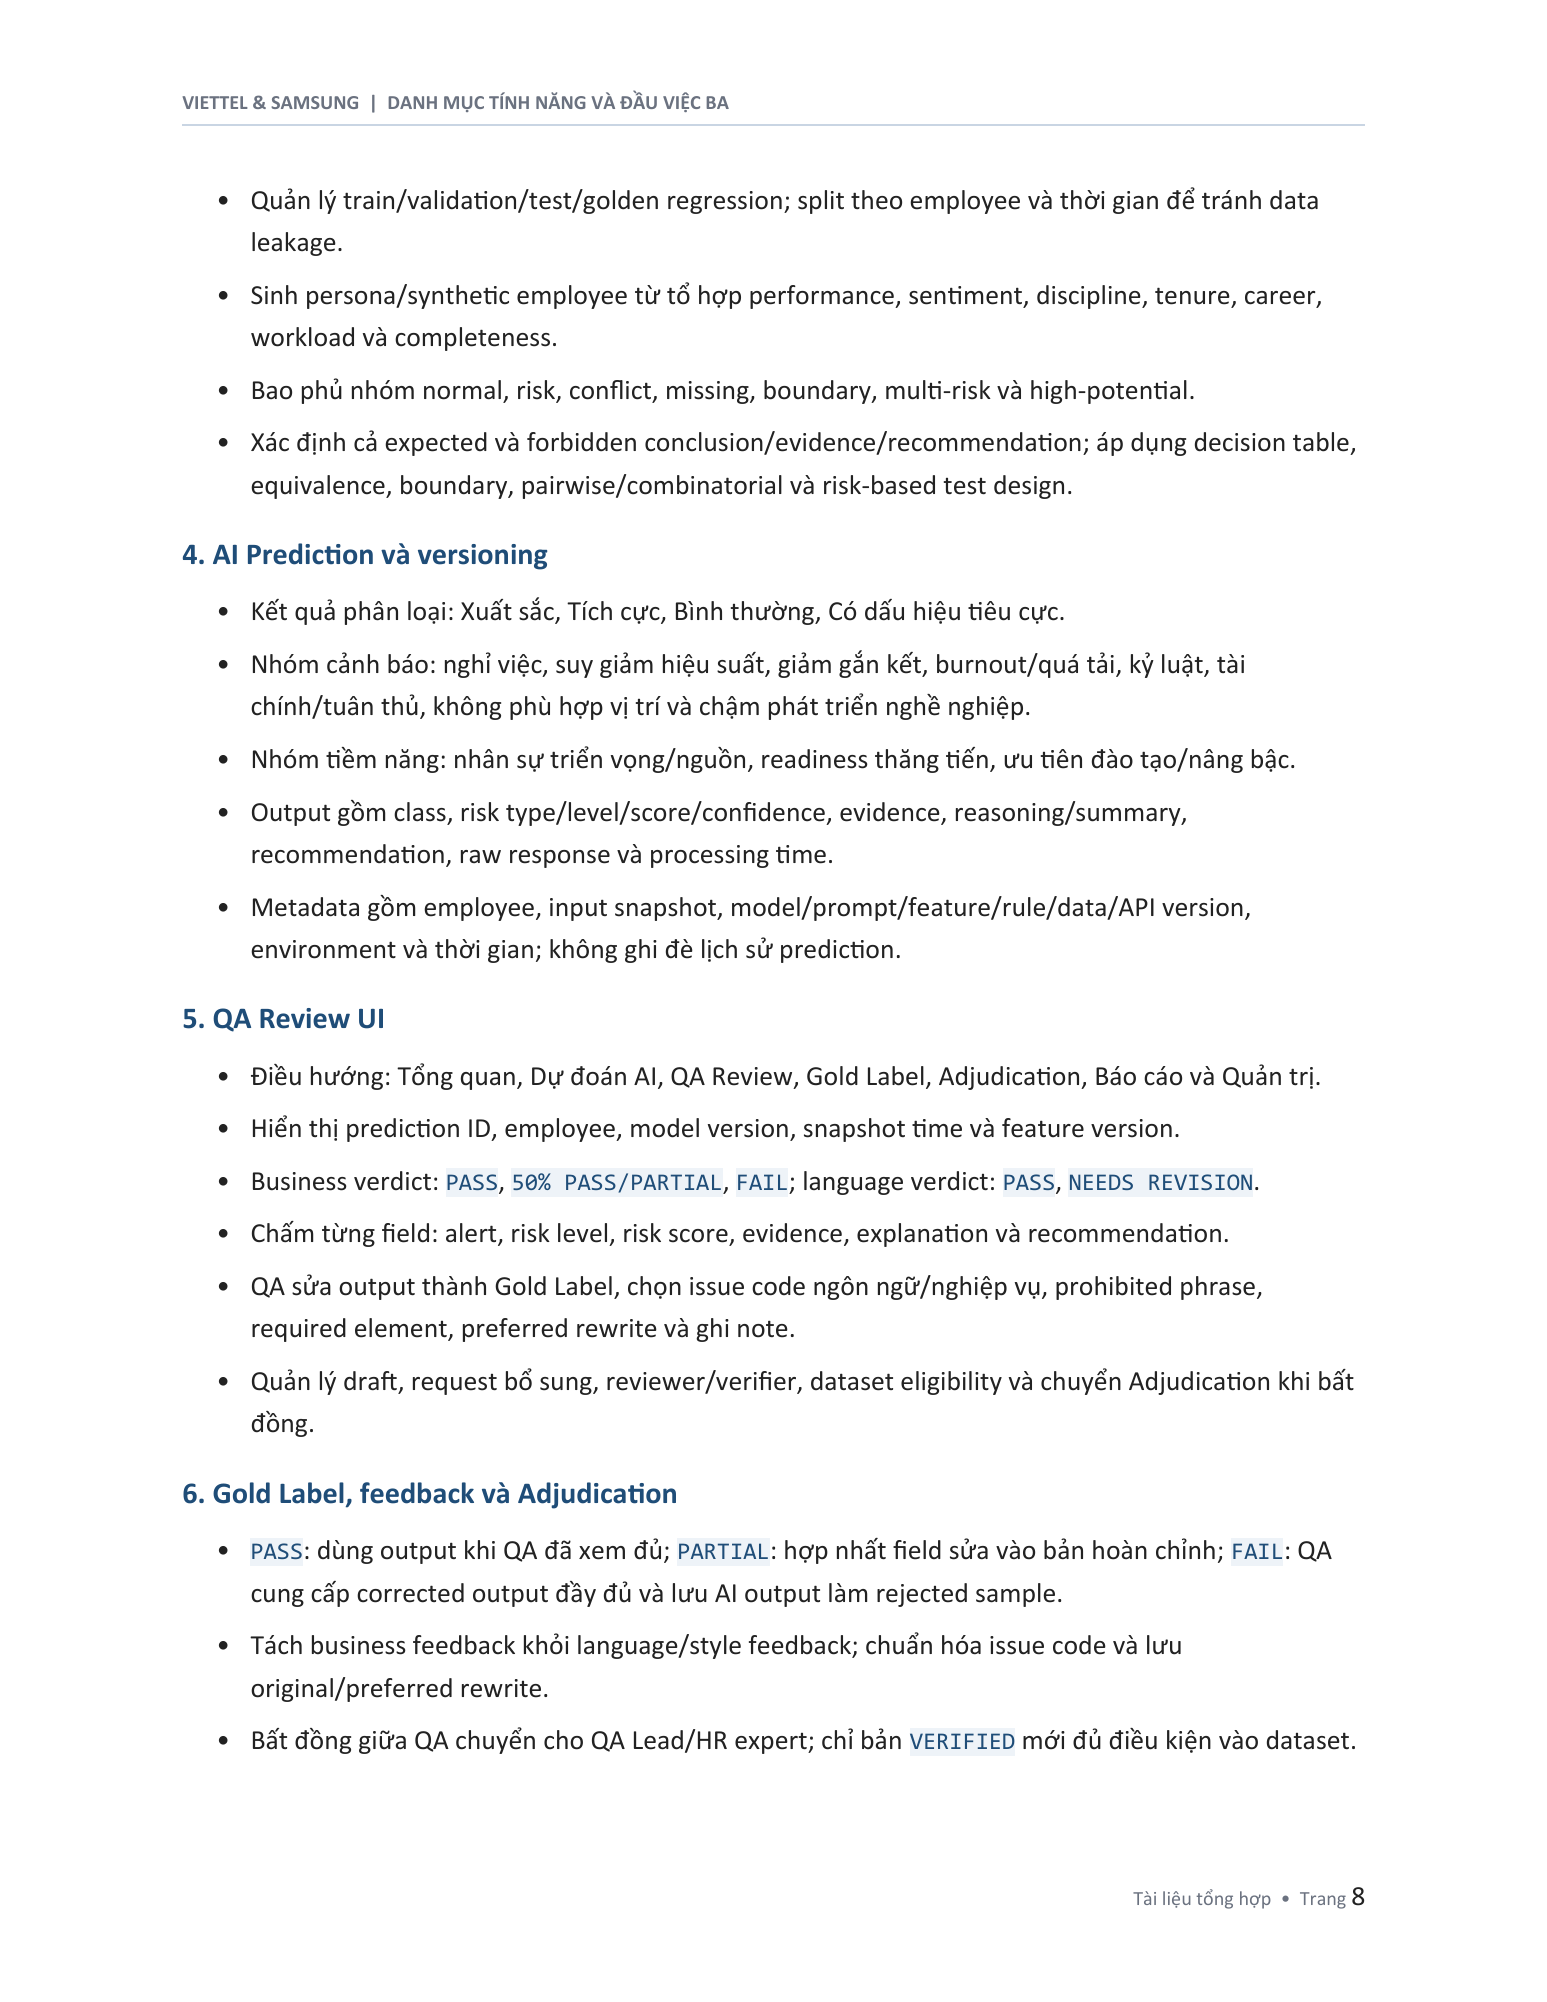 VIETTEL & SAMSUNG | DANH MỤC TÍNH NĂNG VÀ ĐẦU VIỆC BA
• Quản lý train/validation/test/golden regression; split theo employee và thời gian để tránh data
leakage.
• Sinh persona/synthetic employee từ tổ hợp performance, sentiment, discipline, tenure, career,
workload và completeness.
• Bao phủ nhóm normal, risk, conflict, missing, boundary, multi-risk và high-potential.
• Xác định cả expected và forbidden conclusion/evidence/recommendation; áp dụng decision table,
equivalence, boundary, pairwise/combinatorial và risk-based test design.
4. AI Prediction và versioning
• Kết quả phân loại: Xuất sắc, Tích cực, Bình thường, Có dấu hiệu tiêu cực.
• Nhóm cảnh báo: nghỉ việc, suy giảm hiệu suất, giảm gắn kết, burnout/quá tải, kỷ luật, tài
chính/tuân thủ, không phù hợp vị trí và chậm phát triển nghề nghiệp.
• Nhóm tiềm năng: nhân sự triển vọng/nguồn, readiness thăng tiến, ưu tiên đào tạo/nâng bậc.
• Output gồm class, risk type/level/score/confidence, evidence, reasoning/summary,
recommendation, raw response và processing time.
• Metadata gồm employee, input snapshot, model/prompt/feature/rule/data/API version,
environment và thời gian; không ghi đè lịch sử prediction.
5. QA Review UI
• Điều hướng: Tổng quan, Dự đoán AI, QA Review, Gold Label, Adjudication, Báo cáo và Quản trị.
• Hiển thị prediction ID, employee, model version, snapshot time và feature version.
• Business verdict: PASS, 50% PASS/PARTIAL, FAIL; language verdict: PASS, NEEDS REVISION.
• Chấm từng field: alert, risk level, risk score, evidence, explanation và recommendation.
• QA sửa output thành Gold Label, chọn issue code ngôn ngữ/nghiệp vụ, prohibited phrase,
required element, preferred rewrite và ghi note.
• Quản lý draft, request bổ sung, reviewer/verifier, dataset eligibility và chuyển Adjudication khi bất
đồng.
6. Gold Label, feedback và Adjudication
• PASS: dùng output khi QA đã xem đủ; PARTIAL: hợp nhất field sửa vào bản hoàn chỉnh; FAIL: QA
cung cấp corrected output đầy đủ và lưu AI output làm rejected sample.
• Tách business feedback khỏi language/style feedback; chuẩn hóa issue code và lưu
original/preferred rewrite.
• Bất đồng giữa QA chuyển cho QA Lead/HR expert; chỉ bản VERIFIED mới đủ điều kiện vào dataset.
Tài liệu tổng hợp • Trang 8